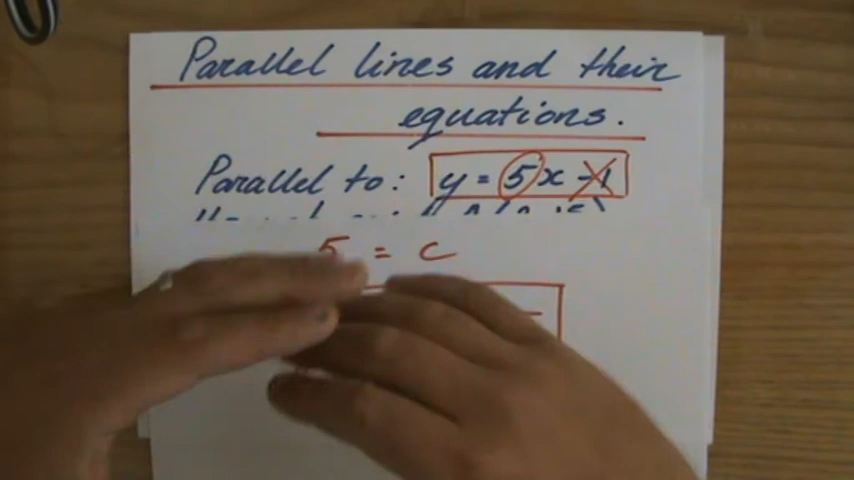 Parallel lines and their
equations.
Parallel to: y = 5x - 1
5 = c